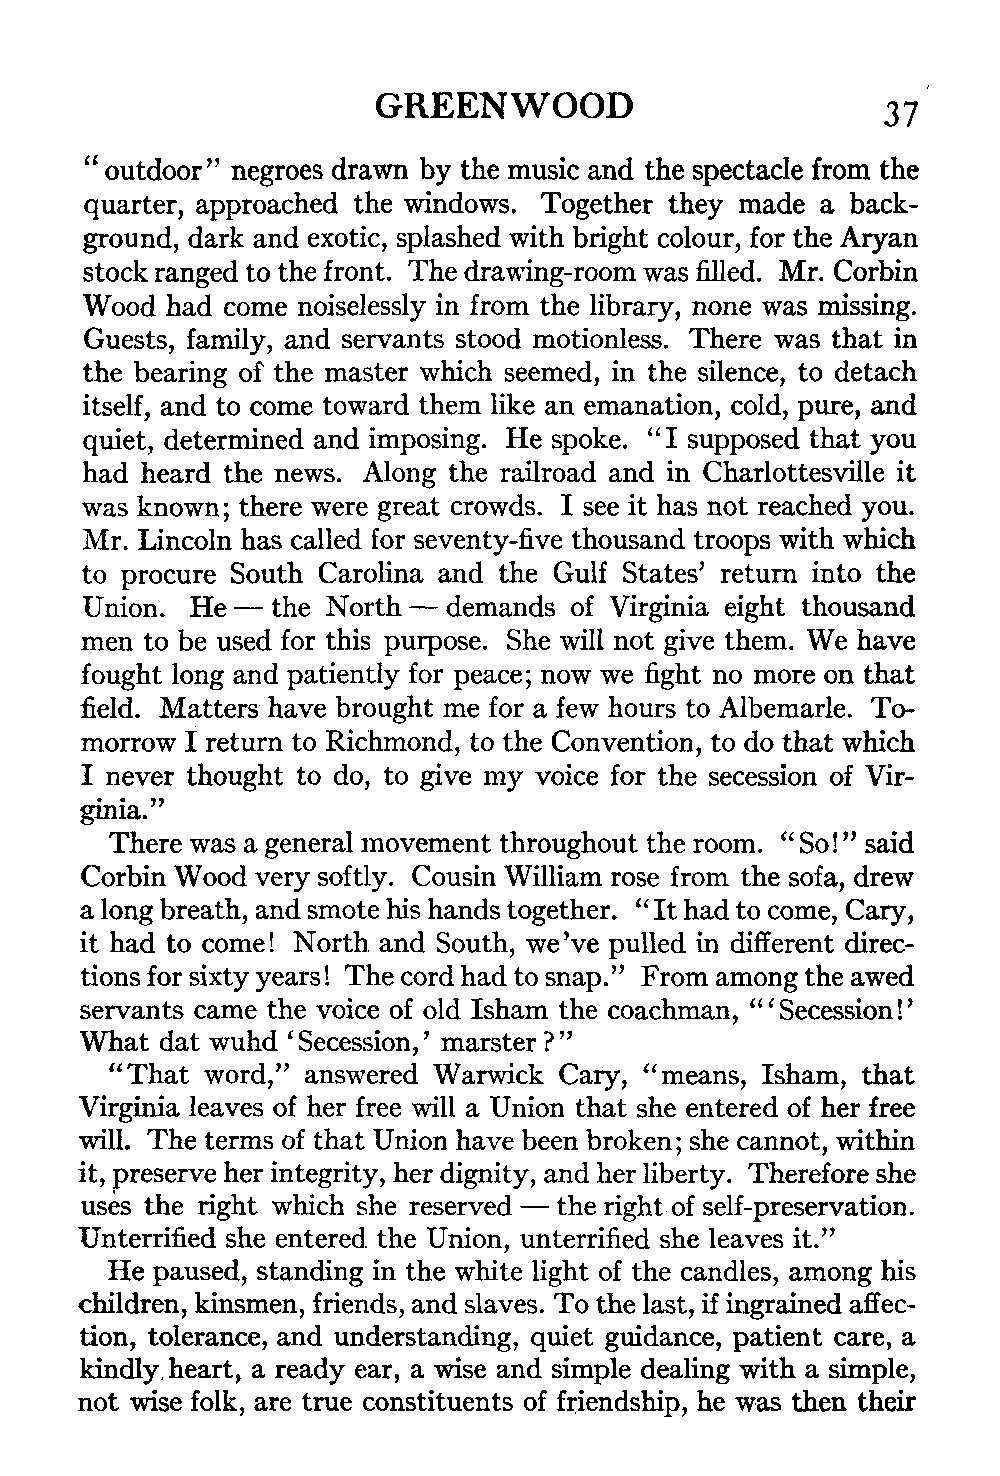 GREENWOOD 37
“outdoor” negroes drawn by the music and the spectacle from the
quarter, approached the windows. Together they made a back-
ground, dark and exotic, splashed with bright colour, for the Aryan
stock ranged to the front. The drawing-room was filled. Mr. Corbin
Wood had come noiselessly in from the library, none was missing.
Guests, family, and servants stood motionless. There was that in
the bearing of the master which seemed, in the silence, to detach
itself, and to come toward them like an emanation, cold, pure, and
quiet, determined and imposing. He spoke. “I supposed that you
had heard the news. Along the railroad and in Charlottesville it
was known; there were great crowds. I see it has not reached you.
Mr. Lincoln has called for seventy-five thousand troops with which
to procure South Carolina and the Gulf States’ return into the
Union. He — the North — demands of Virginia eight thousand
men to be used for this purpose. She will not give them. We have
fought long and patiently for peace; now we fight no more on that
field. Matters have brought me for a few hours to Albemarle. To-
morrow I return to Richmond, to the Convention, to do that which
I never thought to do, to give my voice for the secession of Vir-
ginia.”
There was a general movement throughout the room. “So!” said
Corbin Wood very softly. Cousin William rose from the sofa, drew
a long breath, and smote his hands together. “It had to come, Cary,
it had to come! North and South, we’ve pulled in different direc-
tions for sixty years! The cord had to snap.” From among the awed
servants came the voice of old Isham the coachman, “‘Secession!’
What dat wuhd ‘Secession,’ marster?”
“That word,” answered Warwick Cary, “means, Isham, that
Virginia leaves of her free will a Union that she entered of her free
will. The terms of that Union have been broken; she cannot, within
it, preserve her integrity, her dignity, and her liberty. Therefore she
uses the right which she reserved — the right of self-preservation.
Unterrified she entered the Union, unterrified she leaves it.”
He paused, standing in the white light of the candles, among his
children, kinsmen, friends, and slaves. To the last, if ingrained affec-
tion, tolerance, and understanding, quiet guidance, patient care, a
kindly heart, a ready ear, a wise and simple dealing with a simple,
not wise folk, are true constituents of friendship, he was then their